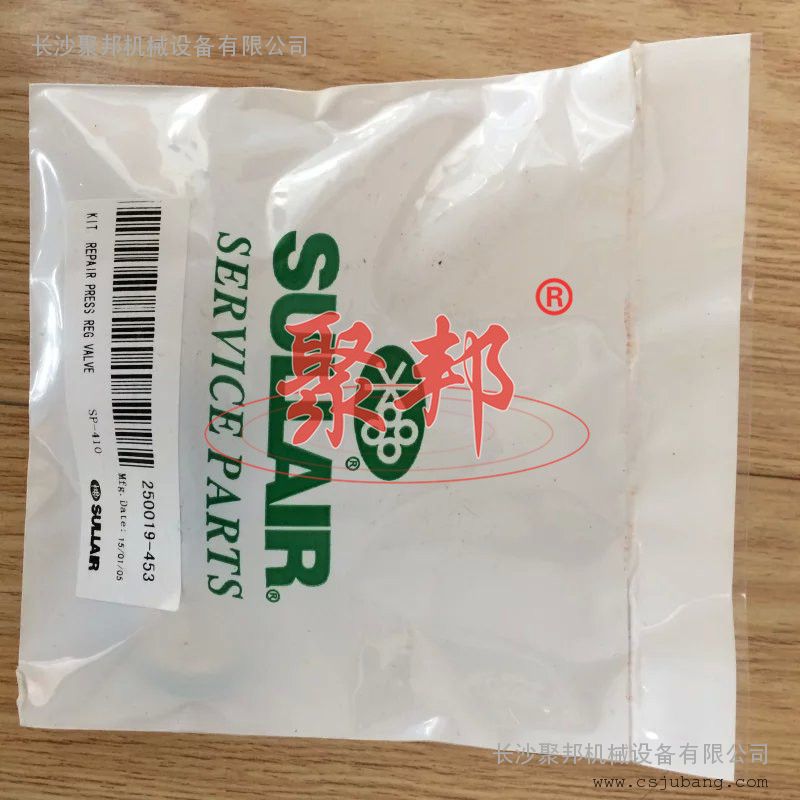 长沙聚邦机械设备有限公司
SULLAIR®
®
SERVICE PARTS
250019-453
Mfg.Date: 15/01/05
KIT REPAIR PRESS REG VALVE SP-410
SULLAIR
聚邦®
长沙聚邦机械设备有限公司
www.csjubang.com